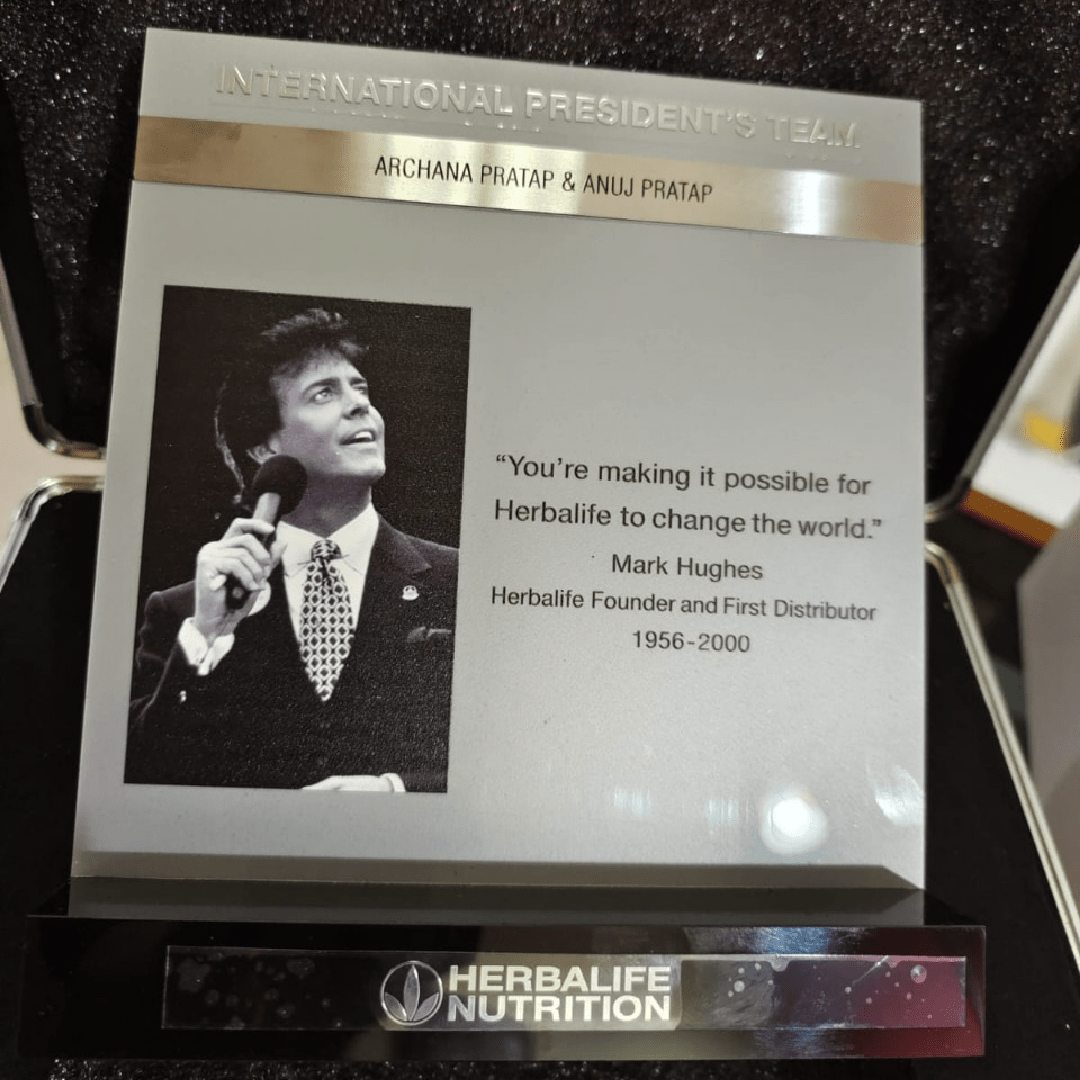 INTERNATIONAL PRESIDENT'S TEAM
ARCHANA PRATAP & ANUJ PRATAP
“You're making it possible for
Herbalife to change the world.”
Mark Hughes
Herbalife Founder and First Distributor
1956-2000
HERBALIFE
NUTRITION